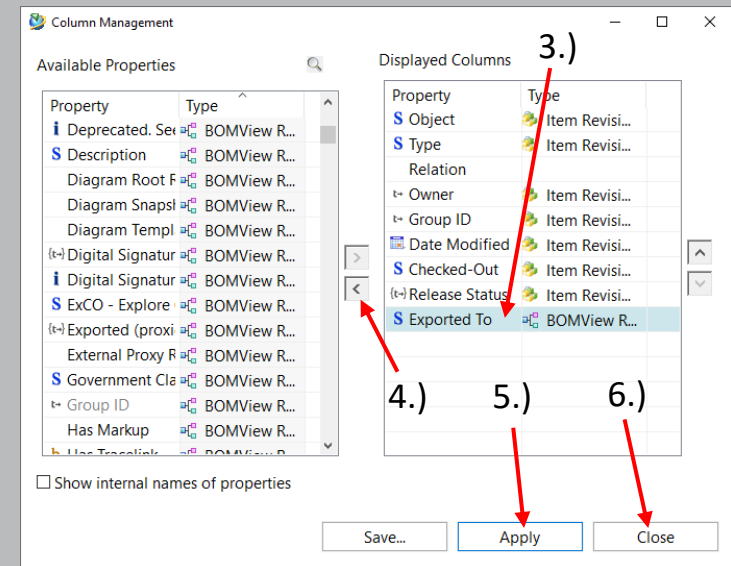 Column Management
Available Properties
Property Type
Deprecated. See BOMView R...
S Description BOMView R...
Diagram Root F BOMView R...
Diagram Snapsh BOMView R...
Diagram Templ BOMView R...
Digital Signatur BOMView R...
Digital Signatur BOMView R...
S ExCO - Explore BOMView R...
Exported (proxi BOMView R...
External Proxy R BOMView R...
S Government Cla BOMView R...
Group ID BOMView R...
Has Markup BOMView R...
Has Tracelink BOMView R...
Show internal names of properties
>
<
4.)
Displayed Columns
3.)
Property Type
S Object Item Revisi...
S Type Item Revisi...
Relation
Owner Item Revisi...
Group ID Item Revisi...
Date Modified Item Revisi...
S Checked-Out Item Revisi...
Release Status Item Revisi...
S Exported To BOMView R...
5.)
6.)
Save...
Apply
Close